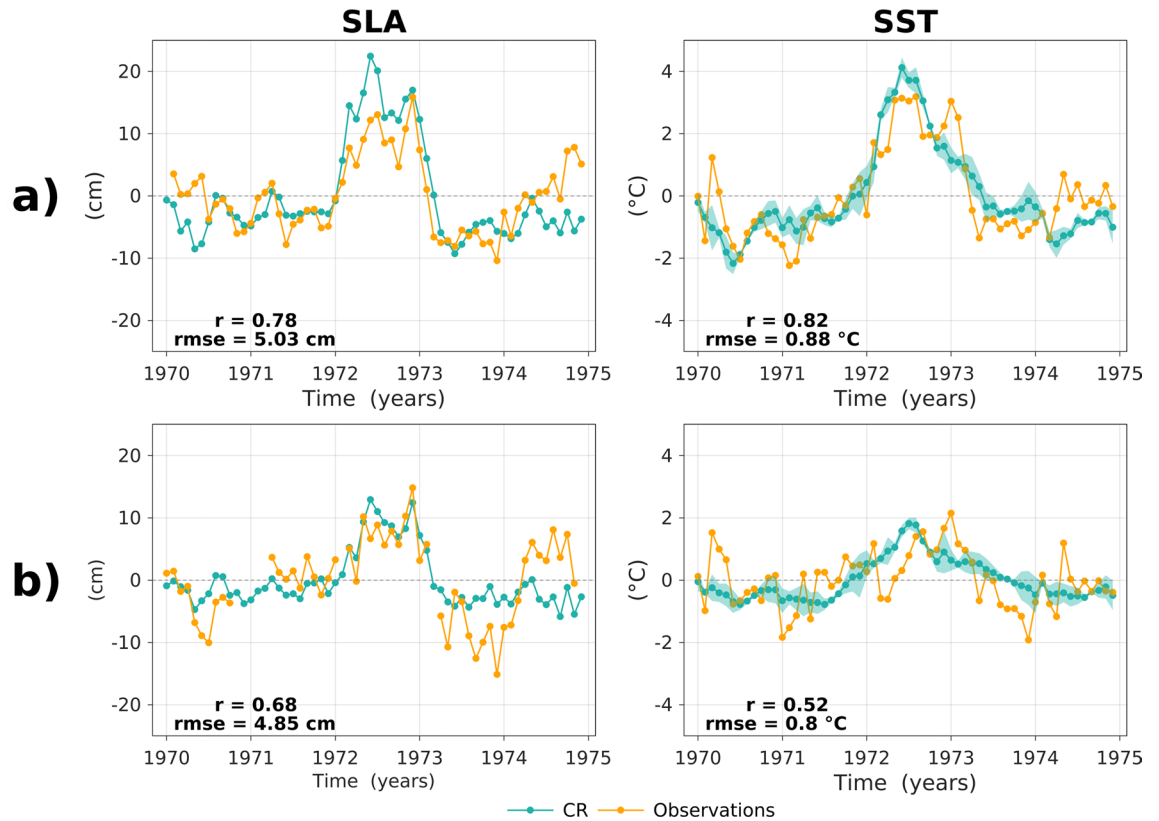 SLA
SST
a)
(cm)
20
10
0
-10
-20
r = 0.78
rmse = 5.03 cm
1970 1971 1972 1973 1974 1975
Time (years)
(°C)
4
2
0
-2
-4
r = 0.82
rmse = 0.88 °C
1970 1971 1972 1973 1974 1975
Time (years)
b)
(cm)
20
10
0
-10
-20
r = 0.68
rmse = 4.85 cm
1970 1971 1972 1973 1974 1975
Time (years)
(°C)
4
2
0
-2
-4
r = 0.52
rmse = 0.8 °C
1970 1971 1972 1973 1974 1975
Time (years)
CR Observations